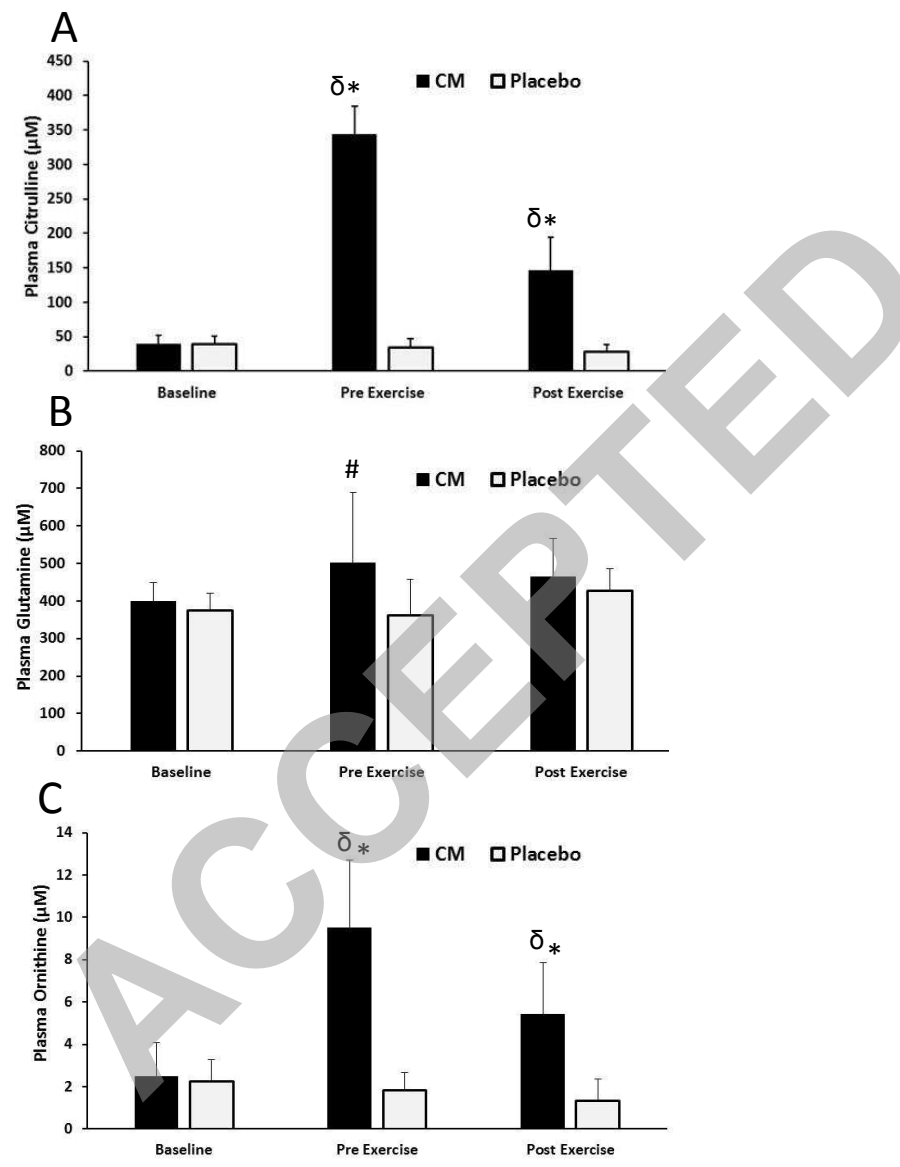 A
450
400
350
300
250
200
150
100
50
0
Plasma Citrulline (µM)
CM Placebo
δ*
δ*
Baseline Pre Exercise Post Exercise
B
800
700
600
500
400
300
200
100
0
Plasma Glutamine (µM)
CM Placebo
#
Baseline Pre Exercise Post Exercise
C
14
12
10
8
6
4
2
0
Plasma Ornithine (µM)
CM Placebo
δ*
δ*
Baseline Pre Exercise Post Exercise
ACCEPTED